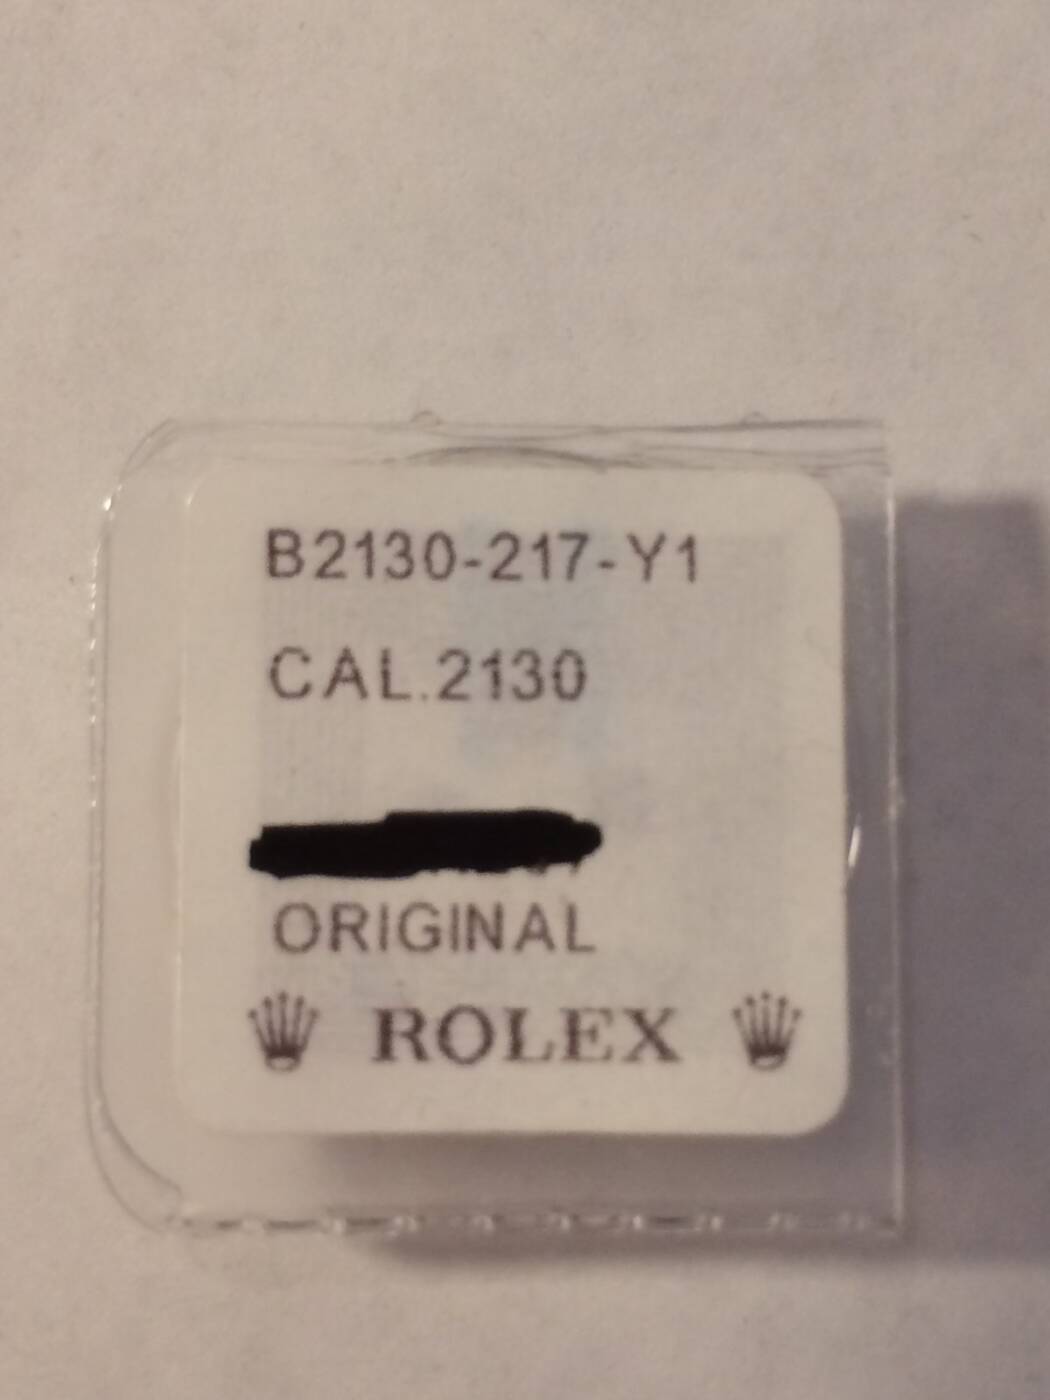 B2130-217-Y1
CAL.2130
ORIGINAL
ROLEX